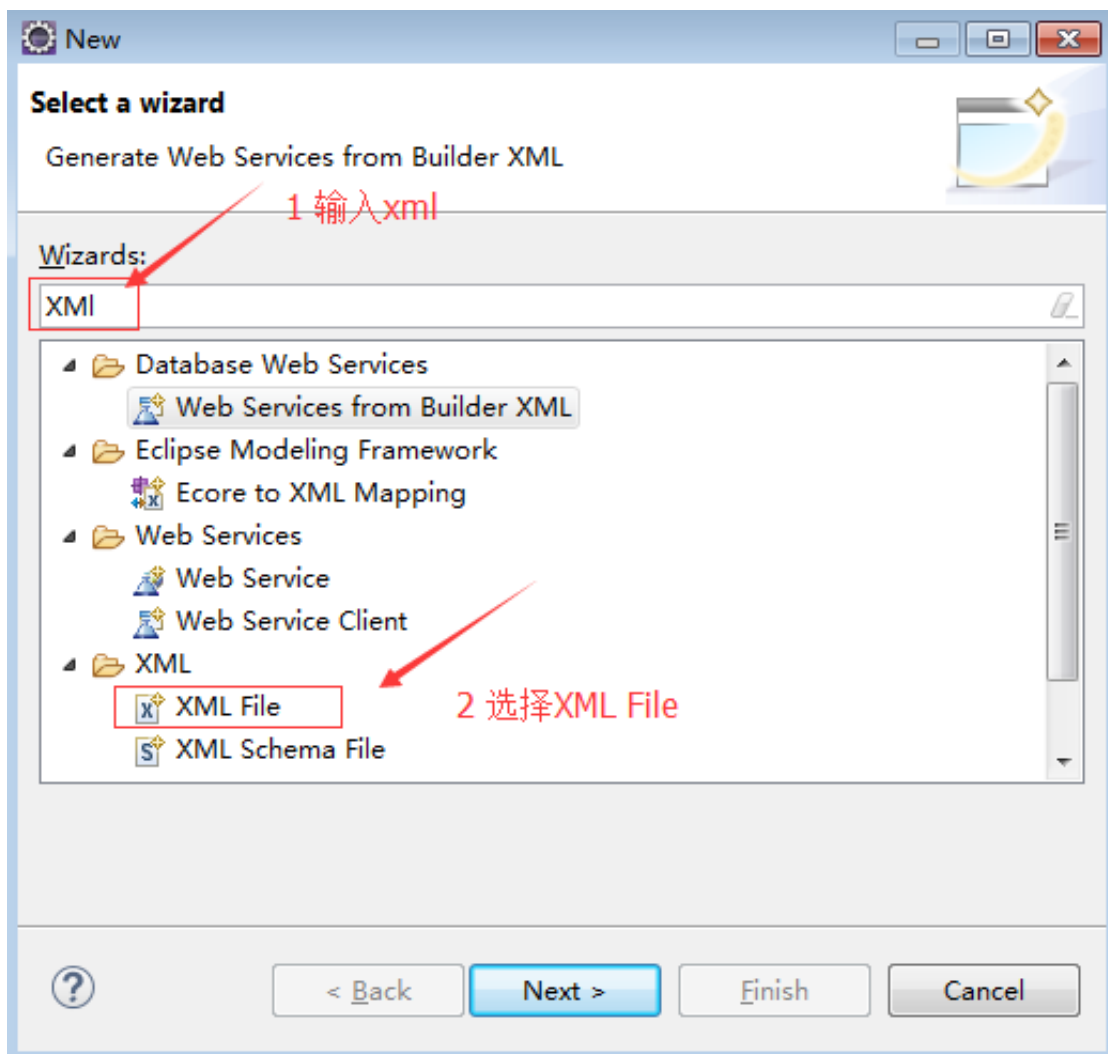 New
Select a wizard
Generate Web Services from Builder XML
1 输入xml
Wizards:
XMl
Database Web Services
Web Services from Builder XML
Eclipse Modeling Framework
Ecore to XML Mapping
Web Services
Web Service
Web Service Client
XML
XML File
2 选择XML File
XML Schema File
? < Back Next > Finish Cancel